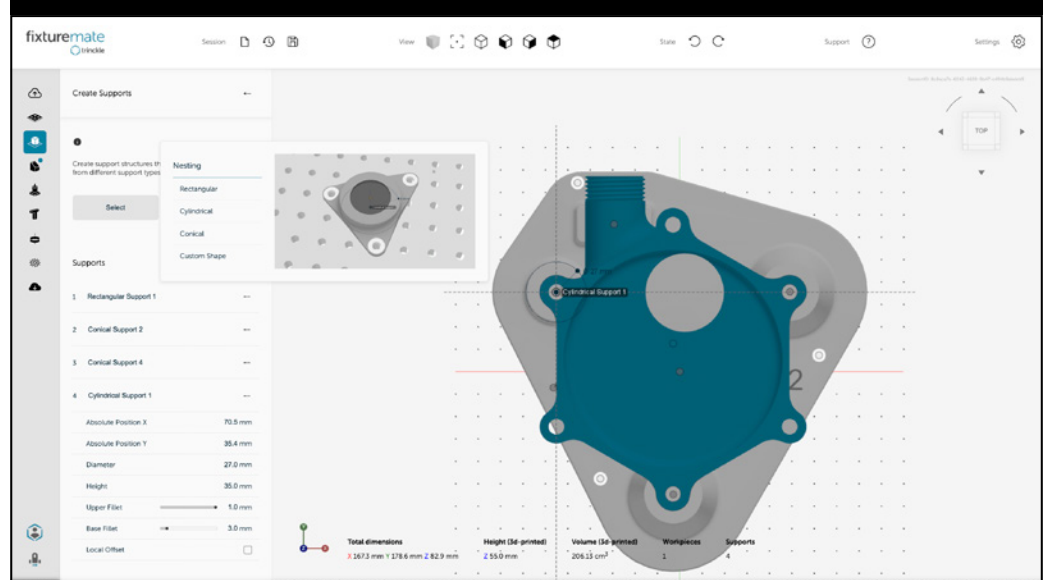 fixturemate
trinckle
Session
View
State
Support
Settings
Create Supports
Create support structures th
from different support types
Select
Nesting
Rectangular
Cylindrical
Conical
Custom Shape
TOP
Supports
1 Rectangular Support 1
2 Conical Support 2
3 Conical Support 4
4 Cylindrical Support 1
Absolute Position X 70.5 mm
Absolute Position Y 35.4 mm
Diameter 27.0 mm
Height 35.0 mm
Upper Fillet 1.0 mm
Base Fillet 3.0 mm
Local Offset
Cylindrical Support 1
2
Total dimensions
X 167.3 mm Y 178.6 mm Z 82.9 mm
Height (3d-printed)
Z 55.0 mm
Volume (3d-printed)
206.13 cm³
Workpieces
1
Supports
4